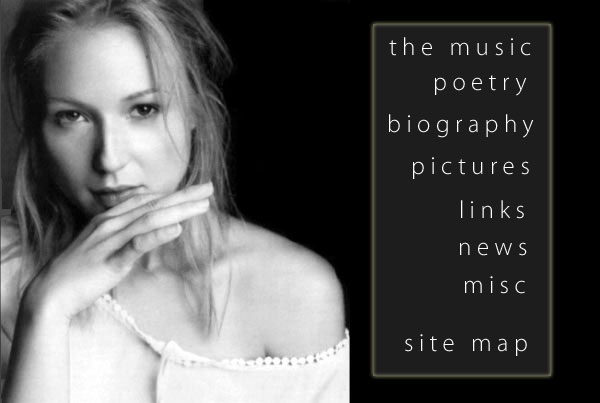 the music
poetry
biography
pictures
links
news
misc
site map